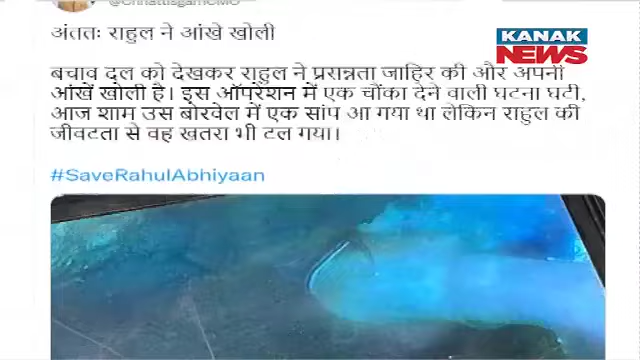 @ChhattisgarhCMO
अंततः राहुल ने आंखे खोली
KANAK
NEWS
बचाव दल को देखकर राहुल ने प्रसन्नता जाहिर की और अपनी
आंखें खोली है। इस ऑपरेशन में एक चौंका देने वाली घटना घटी,
आज शाम उस बोरवेल में एक सांप आ गया था लेकिन राहुल की
जीवटता से वह खतरा भी टल गया।
#SaveRahulAbhiyaan